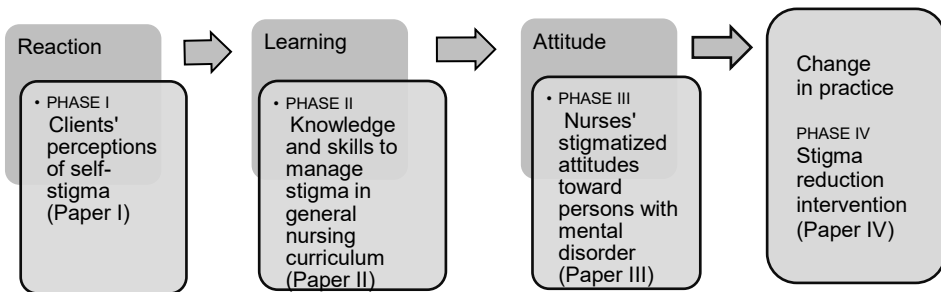 Reaction
• PHASE I
Clients'
perceptions
of self-
stigma
(Paper I)
Learning
• PHASE II
Knowledge
and skills to
manage
stigma in
general
nursing
curriculum
(Paper II)
Attitude
• PHASE III
Nurses'
stigmatized
attitudes
toward
persons with
mental
disorder
(Paper III)
Change
in practice
PHASE IV
Stigma
reduction
intervention
(Paper IV)